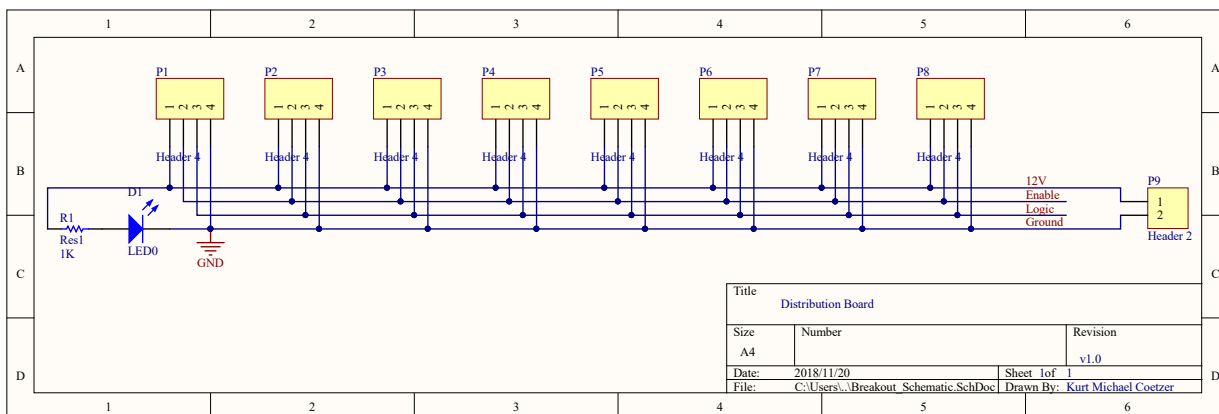 1 2 3 4 5 6
A A
P1 P2 P3 P4 P5 P6 P7 P8
1 2 3 4 1 2 3 4 1 2 3 4 1 2 3 4 1 2 3 4 1 2 3 4 1 2 3 4 1 2 3 4
Header 4 Header 4 Header 4 Header 4 Header 4 Header 4 Header 4 Header 4
B B
12V
Enable
Logic
Ground
P9
1
2
Header 2
D1
LED0
R1
Res1
1K
GND
C C
Title
Distribution Board
Size
A4
Number
Revision
v1.0
Date: 2018/11/20 Sheet 1of 1
File: C:\Users\..\Breakout_Schematic.SchDoc Drawn By: Kurt Michael Coetzer
D D
1 2 3 4 5 6